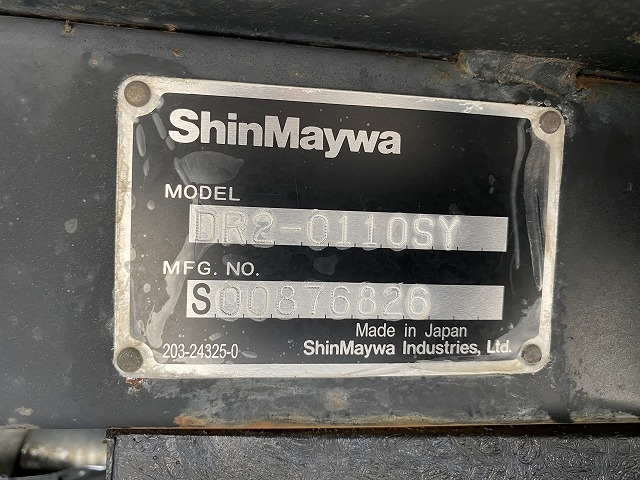 ShinMaywa
MODEL
DR2-0110SY
MFG. NO.
S00876826
Made in Japan
203-24325-0 ShinMaywa Industries, Ltd.